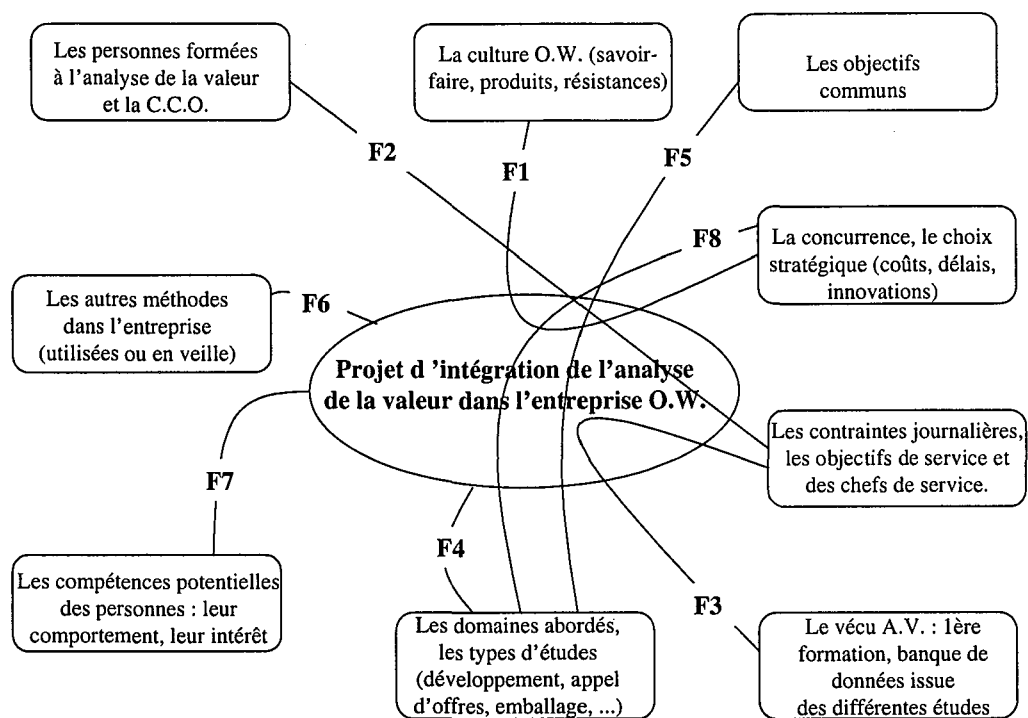 Les personnes formées
à l'analyse de la valeur
et la C.C.O.
La culture O.W. (savoir-
faire, produits, résistances)
Les objectifs
communs
F2
F1
F5
F8
La concurrence, le choix
stratégique (coûts, délais,
innovations)
Les autres méthodes
dans l'entreprise
(utilisées ou en veille)
F6
Projet d 'intégration de l'analyse
de la valeur dans l'entreprise O.W.
Les contraintes journalières,
les objectifs de service et
des chefs de service.
F7
F4
F3
Les compétences potentielles
des personnes : leur
comportement, leur intérêt
Les domaines abordés,
les types d'études
(développement, appel
d'offres, emballage, ...)
Le vécu A.V. : 1ère
formation, banque de
données issue
des différentes études